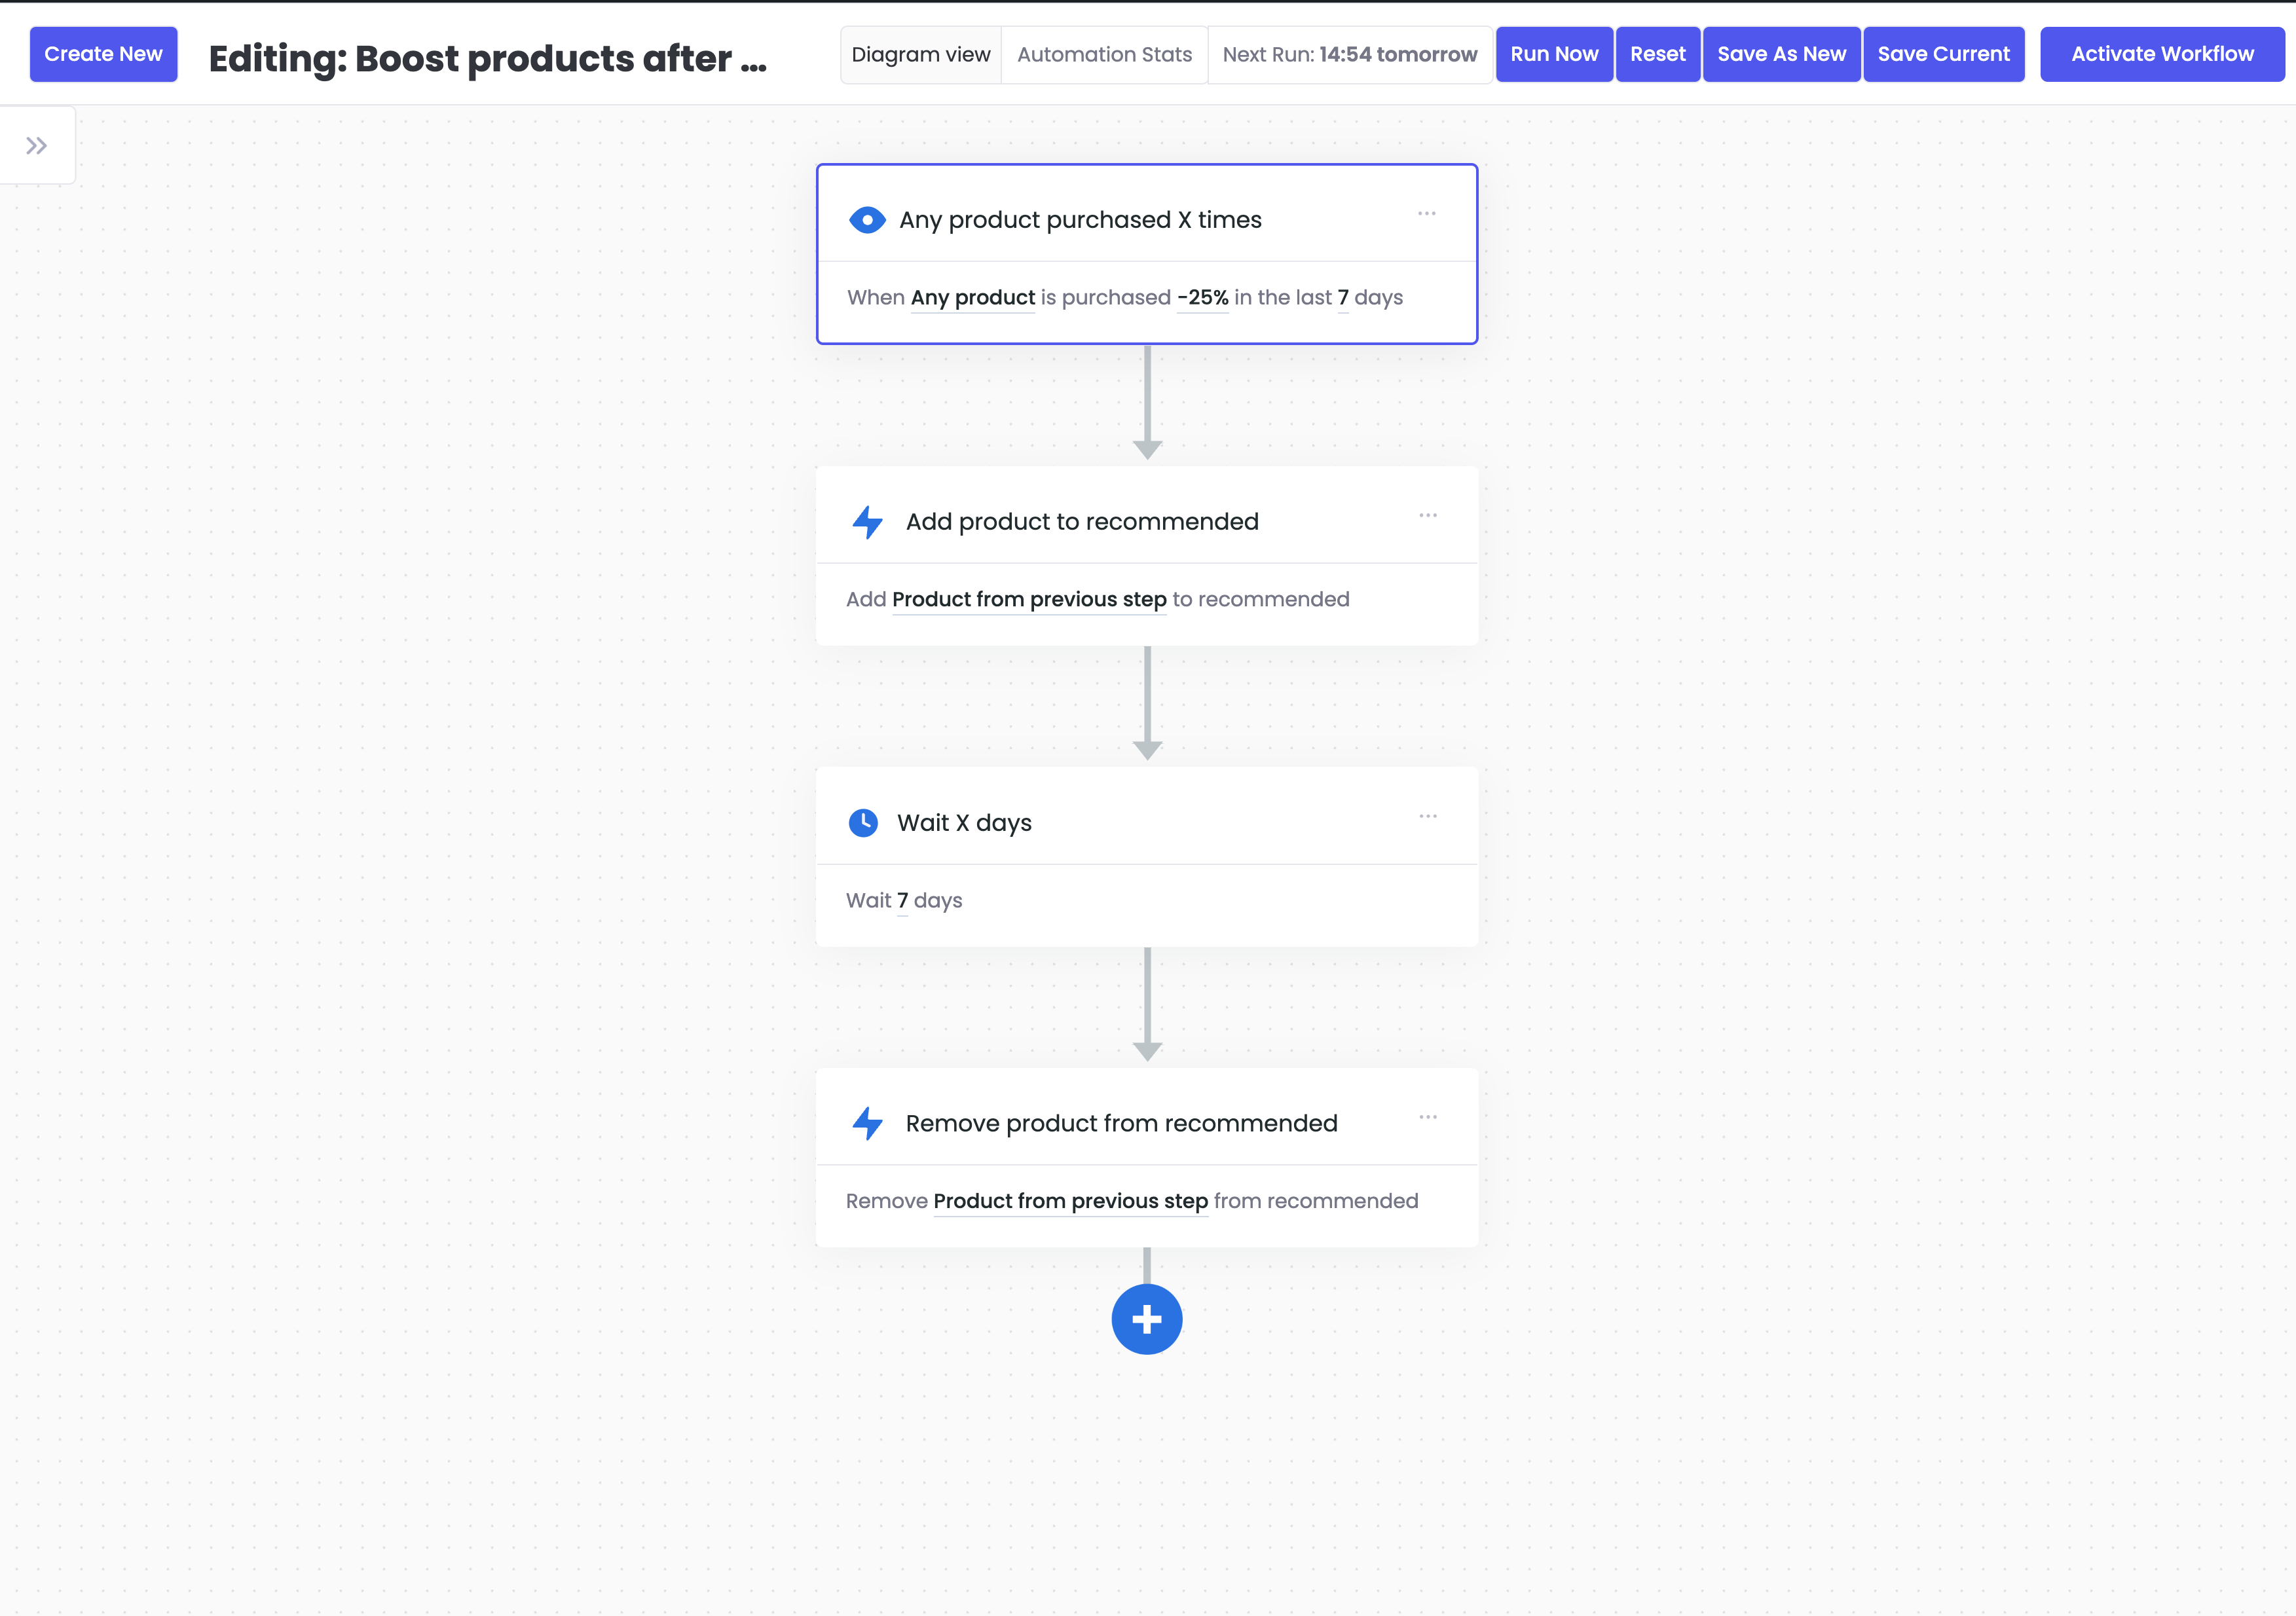 Create New
Editing: Boost products after ...
Diagram view
Automation Stats
Next Run: 14:54 tomorrow
Run Now
Reset
Save As New
Save Current
Activate Workflow
Any product purchased X times
When Any product is purchased -25% in the last 7 days
Add product to recommended
Add Product from previous step to recommended
Wait X days
Wait 7 days
Remove product from recommended
Remove Product from previous step from recommended